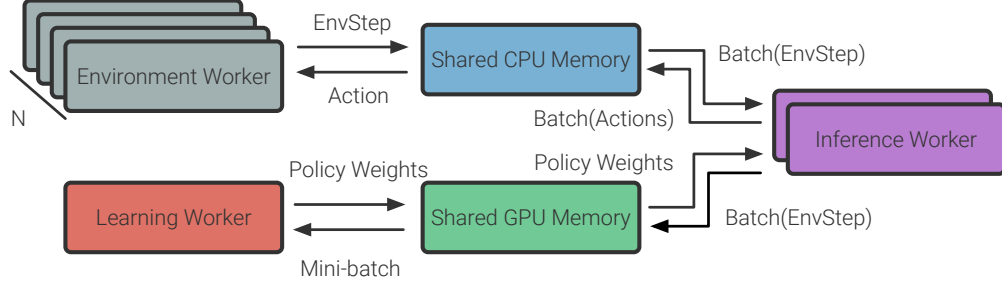 EnvStep
Environment Worker
Shared CPU Memory
Batch(EnvStep)
Action
N
Batch(Actions)
Inference Worker
Policy Weights
Policy Weights
Learning Worker
Shared GPU Memory
Batch(EnvStep)
Mini-batch